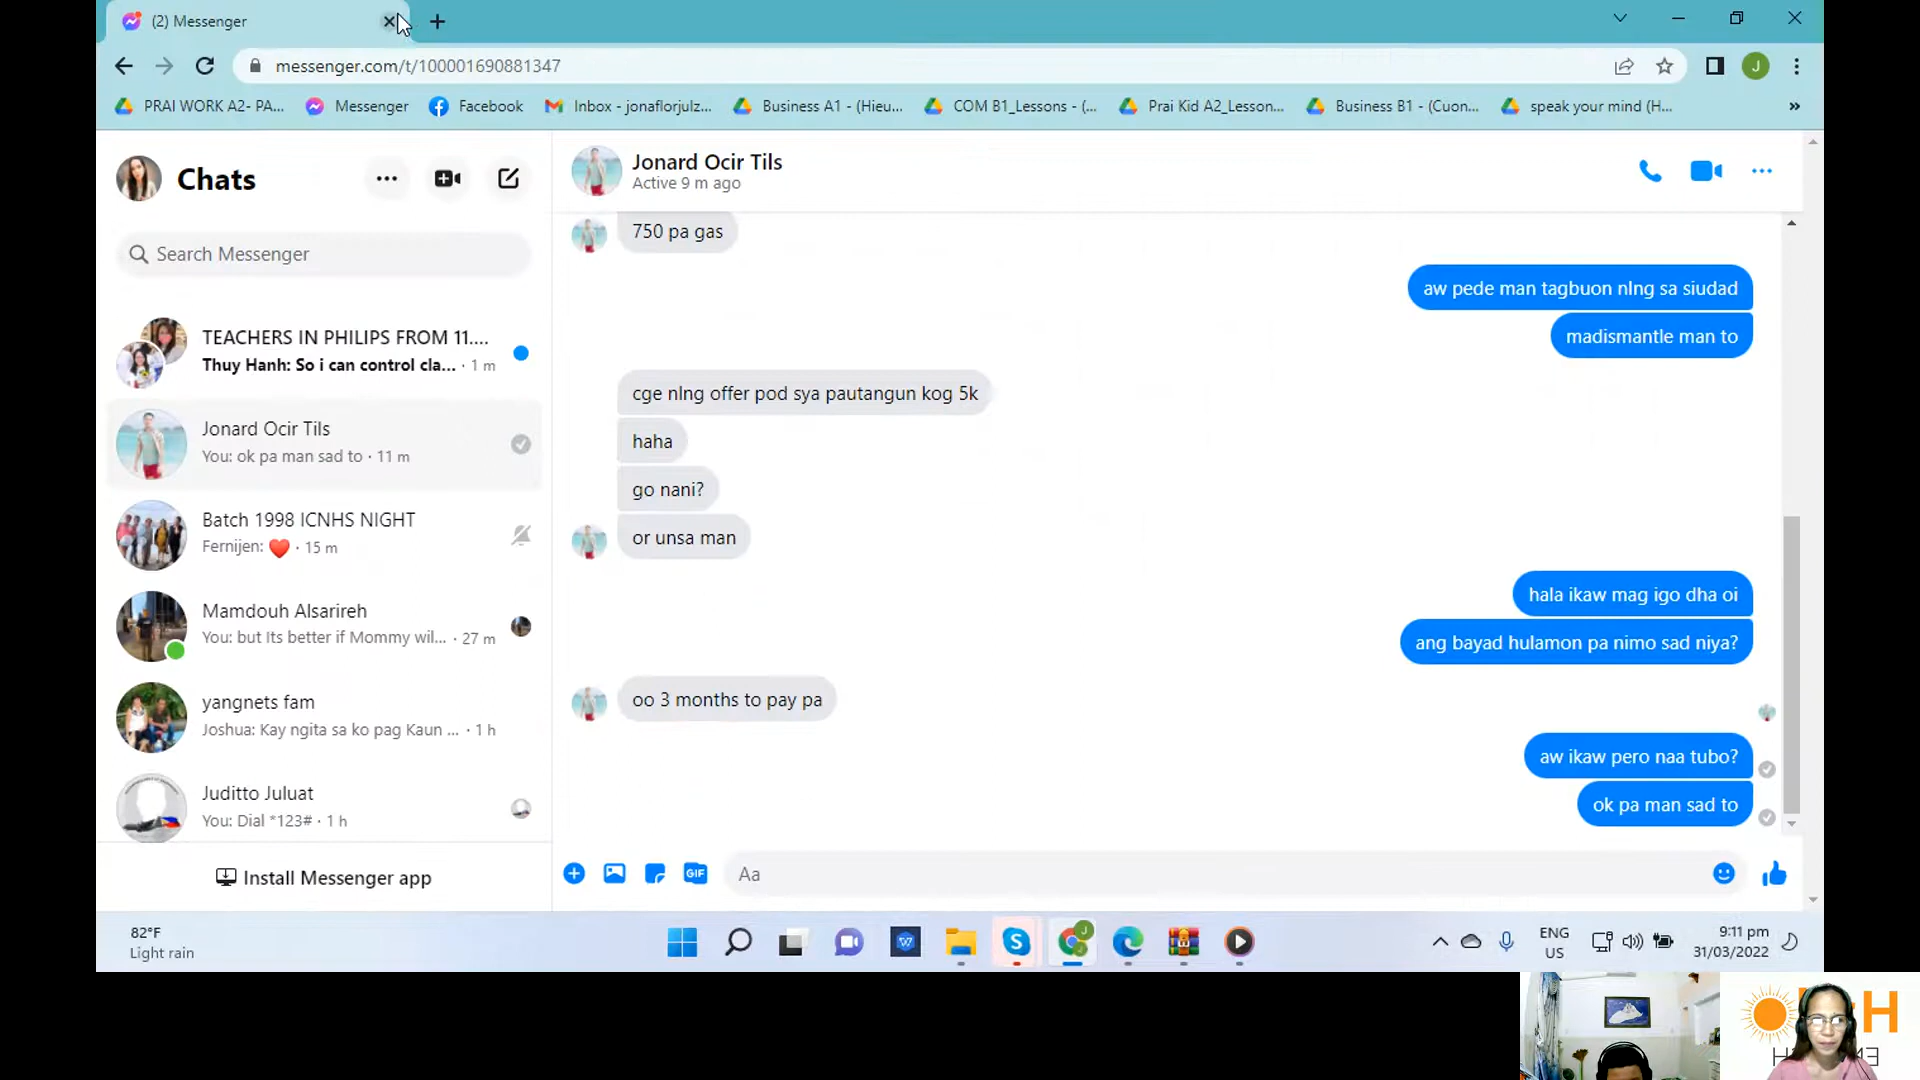 (2) Messenger
messenger.com/t/100001690881347
J
PRAI WORK A2- PA...
Messenger
Facebook
Inbox - jonaflorjulz...
Business A1 - (Hieu...
COM B1_Lessons - (...
Prai Kid A2_Lesson...
Business B1 - (Cuon...
speak your mind (H...
»
Chats
Search Messenger
TEACHERS IN PHILIPS FROM 11....
Thuy Hanh: So i can control cla... · 1 m
Jonard Ocir Tils
You: ok pa man sad to · 11 m
Batch 1998 ICNHS NIGHT
Fernijen: ❤️ · 15 m
Mamdouh Alsarireh
You: but Its better if Mommy wil... · 27 m
yangnets fam
Joshua: Kay ngita sa ko pag Kaun ... · 1 h
Juditto Juluat
You: Dial *123# · 1 h
Install Messenger app
Jonard Ocir Tils
Active 9 m ago
750 pa gas
aw pede man tagbuon nlng sa siudad
madismantle man to
cge nlng offer pod sya pautangun kog 5k
haha
go nani?
or unsa man
hala ikaw mag igo dha oi
ang bayad hulamon pa nimo sad niya?
oo 3 months to pay pa
aw ikaw pero naa tubo?
ok pa man sad to
GIF
Aa
82°F
Light rain
ENG
US
9:11 pm
31/03/2022